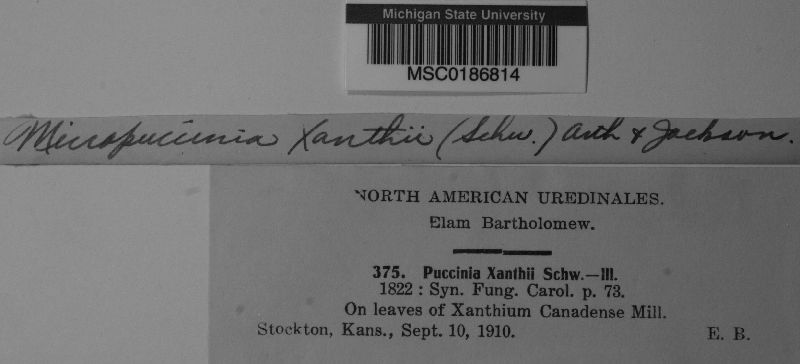 Michigan State University
MSC0186814
Micropuccinia Xanthii (Schw.) Arth & Jackson.
NORTH AMERICAN UREDINALES.
Elam Bartholomew.
375. Puccinia Xanthii Schw.—III.
1822 : Syn. Fung. Carol. p. 73.
On leaves of Xanthium Canadense Mill.
Stockton, Kans., Sept. 10, 1910. E. B.